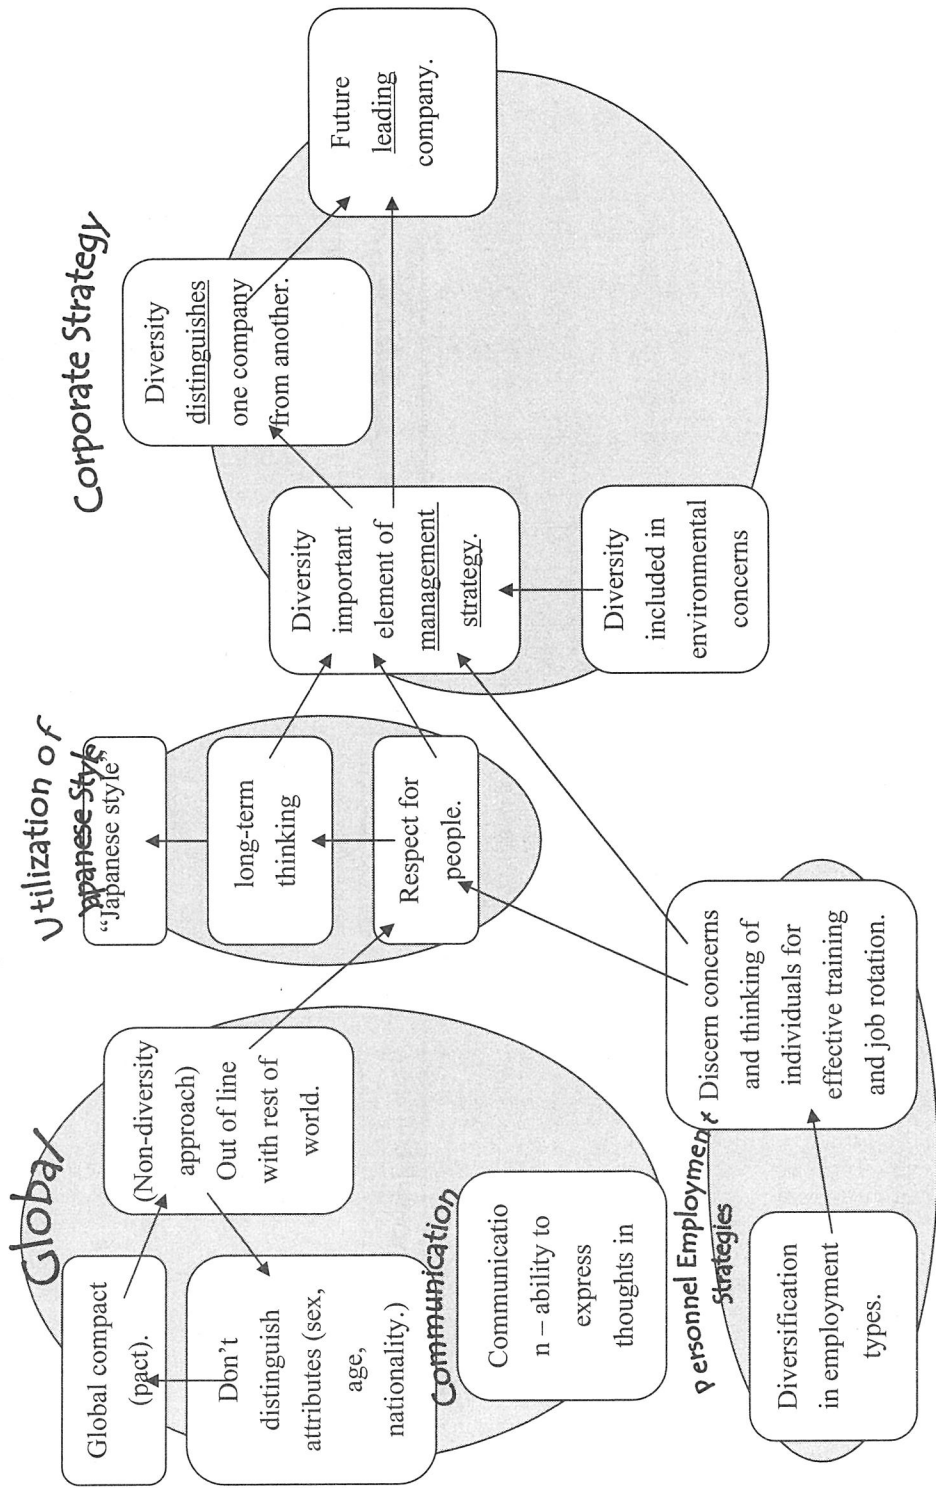 Global
Global compact
(pact).
(Non-diversity
approach)
Out of line
with rest of
world.
Don't
distinguish
attributes (sex,
age,
nationality.)
Communication
Communicatio
n – ability to
express
thoughts in
Utilization of
Japanese Style
"Japanese style"
long-term
thinking
Respect for
people.
Personnel Employment
Strategies
Diversification
in employment
types.
Discern concerns
and thinking of
individuals for
effective training
and job rotation.
Corporate Strategy
Diversity
important
element of
management
strategy.
Diversity
distinguishes
one company
from another.
Future
leading
company.
Diversity
included in
environmental
concerns